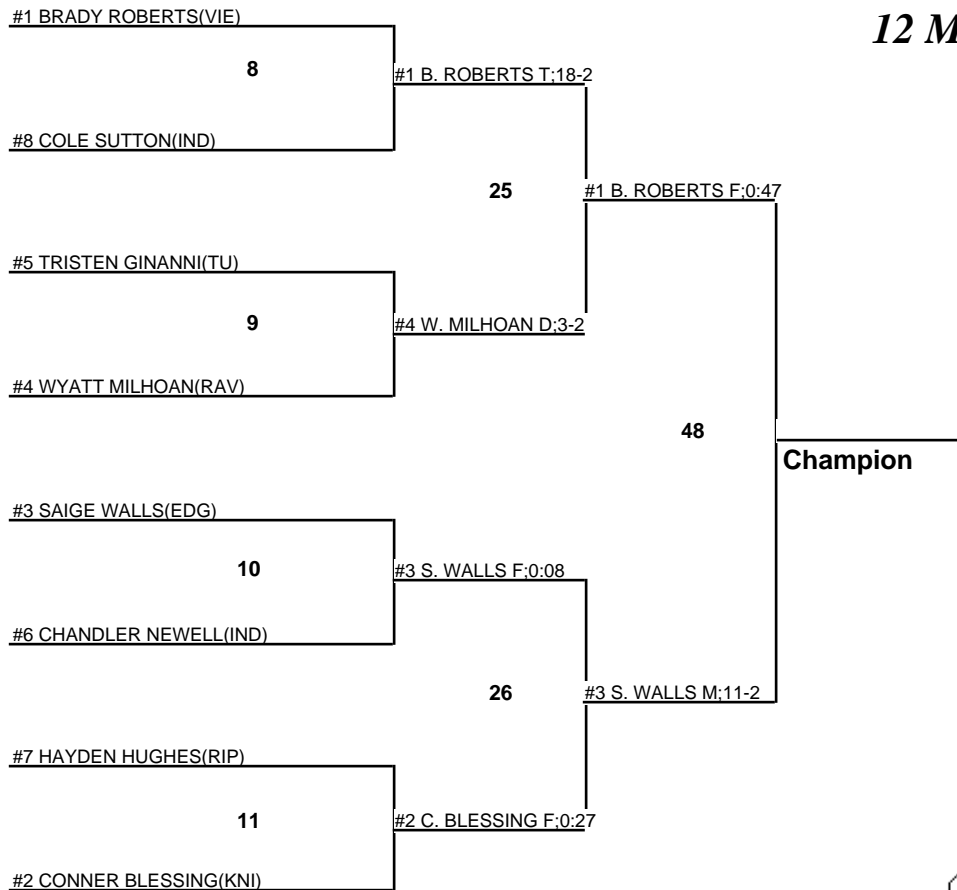 #1 BRADY ROBERTS(VIE)
12 M
8
#1 B. ROBERTS T;18-2
#8 COLE SUTTON(IND)
25
#1 B. ROBERTS F;0:47
#5 TRISTEN GINANNI(TU)
9
#4 W. MILHOAN D;3-2
#4 WYATT MILHOAN(RAV)
48
Champion
#3 SAIGE WALLS(EDG)
10
#3 S. WALLS F;0:08
#6 CHANDLER NEWELL(IND)
26
#3 S. WALLS M;11-2
#7 HAYDEN HUGHES(RIP)
11
#2 C. BLESSING F;0:27
#2 CONNER BLESSING(KNI)